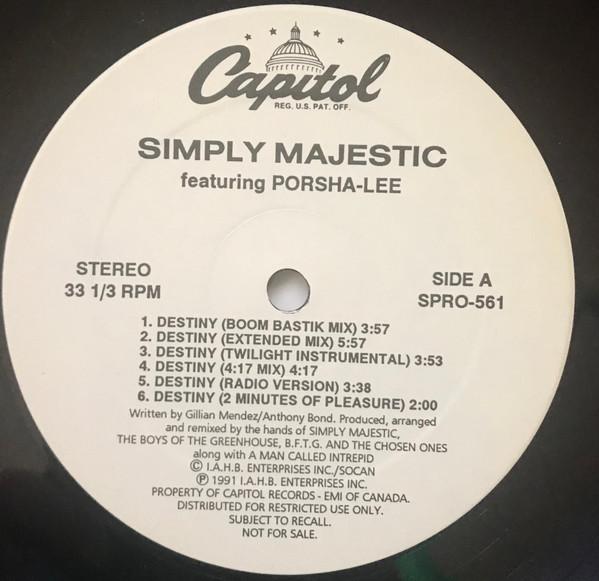 Capitol
REG. U.S. PAT. OFF.
SIMPLY MAJESTIC
featuring PORSHA-LEE
STEREO
33 1/3 RPM
SIDE A
SPRO-561
1. DESTINY (BOOM BASTIK MIX) 3:57
2. DESTINY (EXTENDED MIX) 5:57
3. DESTINY (TWILIGHT INSTRUMENTAL) 3:53
4. DESTINY (4:17 MIX) 4:17
5. DESTINY (RADIO VERSION) 3:38
6. DESTINY (2 MINUTES OF PLEASURE) 2:00
Written by Gillian Mendez/Anthony Bond. Produced, arranged
and remixed by the hands of SIMPLY MAJESTIC,
THE BOYS OF THE GREENHOUSE, B.F.T.G. AND THE CHOSEN ONES
along with A MAN CALLED INTREPID
© I.A.H.B. ENTERPRISES INC./SOCAN
℗ 1991 I.A.H.B. ENTERPRISES INC.
PROPERTY OF CAPITOL RECORDS - EMI OF CANADA.
DISTRIBUTED FOR RESTRICTED USE ONLY.
SUBJECT TO RECALL.
NOT FOR SALE.